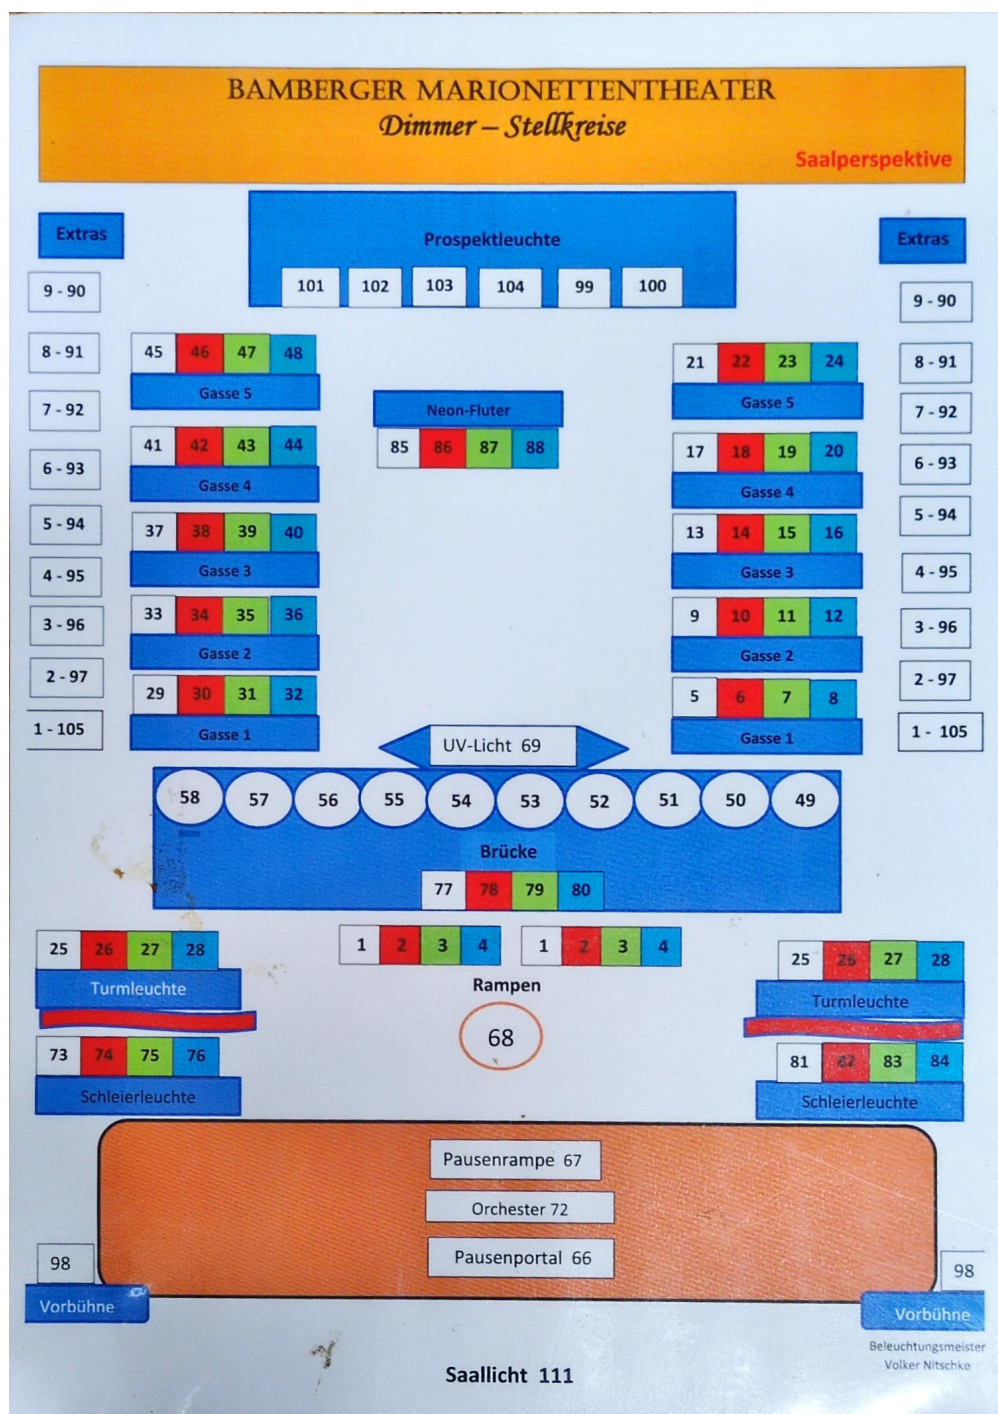 BAMBERGER MARIONETTENTHEATER
Dimmer – Stellkreise
Saalperspektive
Extras
Prospektleuchte
Extras
101 102 103 104 99 100
9 - 90
9 - 90
8 - 91
45 46 47 48
Gasse 5
21 22 23 24
Gasse 5
8 - 91
7 - 92
Neon-Fluter
85 86 87 88
7 - 92
6 - 93
41 42 43 44
Gasse 4
17 18 19 20
Gasse 4
6 - 93
5 - 94
37 38 39 40
Gasse 3
13 14 15 16
Gasse 3
5 - 94
4 - 95
4 - 95
3 - 96
33 34 35 36
Gasse 2
9 10 11 12
Gasse 2
3 - 96
2 - 97
29 30 31 32
Gasse 1
5 6 7 8
Gasse 1
2 - 97
1 - 105
UV-Licht 69
1 - 105
58 57 56 55 54 53 52 51 50 49
Brücke
77 78 79 80
25 26 27 28
Turmleuchte
1 2 3 4
1 2 3 4
Rampen
68
25 26 27 28
Turmleuchte
73 74 75 76
Schleierleuchte
81 82 83 84
Schleierleuchte
Pausenrampe 67
Orchester 72
Pausenportal 66
98
Vorbühne
98
Vorbühne
Beleuchtungsmeister
Volker Nitschke
Saallicht 111